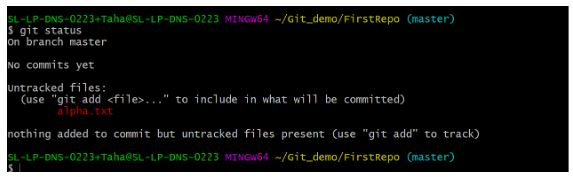 SL-LP-DNS-0223+Taha@SL-LP-DNS-0223 MINGW64 ~/Git_demo/FirstRepo (master)
$ git status
On branch master
No commits yet
Untracked files:
(use "git add <file>..." to include in what will be committed)
alpha.txt
nothing added to commit but untracked files present (use "git add" to track)
SL-LP-DNS-0223+Taha@SL-LP-DNS-0223 MINGW64 ~/Git_demo/FirstRepo (master)
$